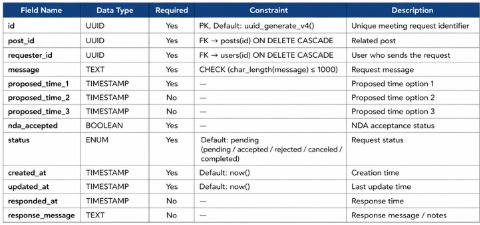 Field Name Data Type Required Constraint Description
id UUID Yes PK, Default: uuid_generate_v4() Unique meeting request identifier
post_id UUID Yes FK → posts(id) ON DELETE CASCADE Related post
requester_id UUID Yes FK → users(id) ON DELETE CASCADE User who sends the request
message TEXT Yes CHECK (char_length(message) ≤ 1000) Request message
proposed_time_1 TIMESTAMP Yes — Proposed time option 1
proposed_time_2 TIMESTAMP No — Proposed time option 2
proposed_time_3 TIMESTAMP No — Proposed time option 3
nda_accepted BOOLEAN Yes — NDA acceptance status
status ENUM Yes Default: pending Request status
(pending / accepted / rejected / canceled /
completed)
created_at TIMESTAMP Yes Default: now() Creation time
updated_at TIMESTAMP Yes Default: now() Last update time
responded_at TIMESTAMP No — Response time
response_message TEXT No — Response message / notes